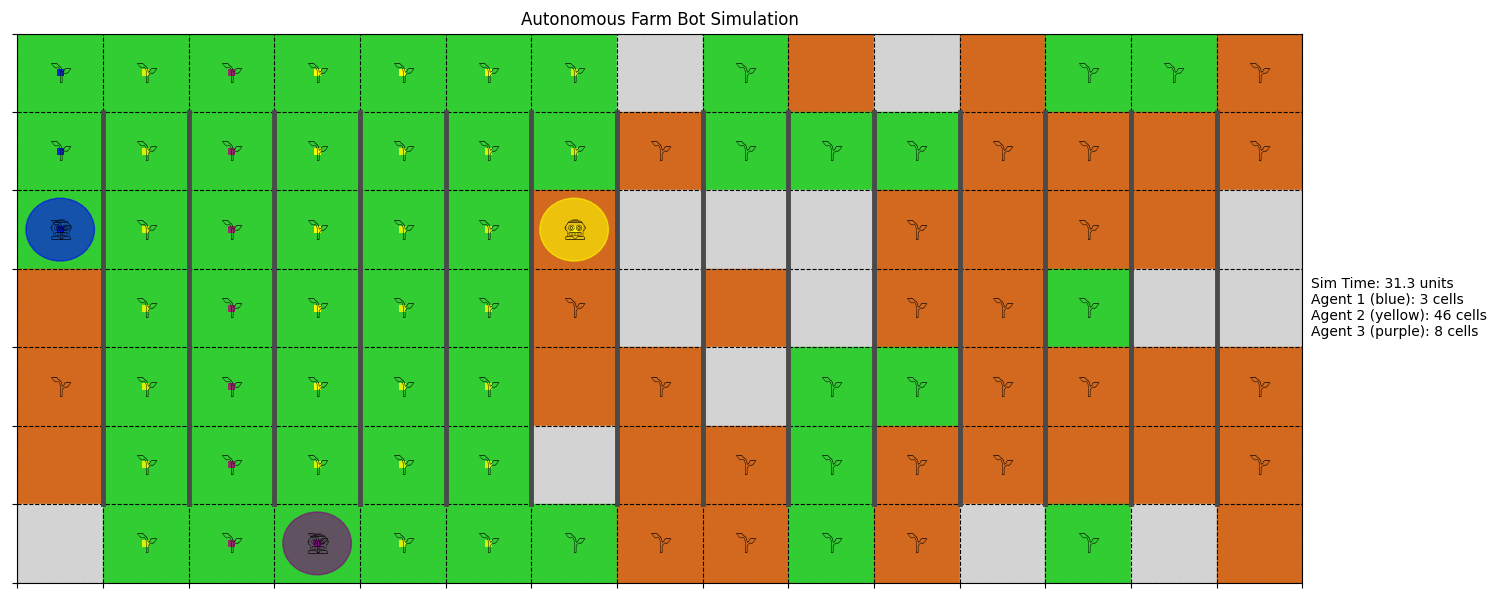 Autonomous Farm Bot Simulation
Sim Time: 31.3 units
Agent 1 (blue): 3 cells
Agent 2 (yellow): 46 cells
Agent 3 (purple): 8 cells